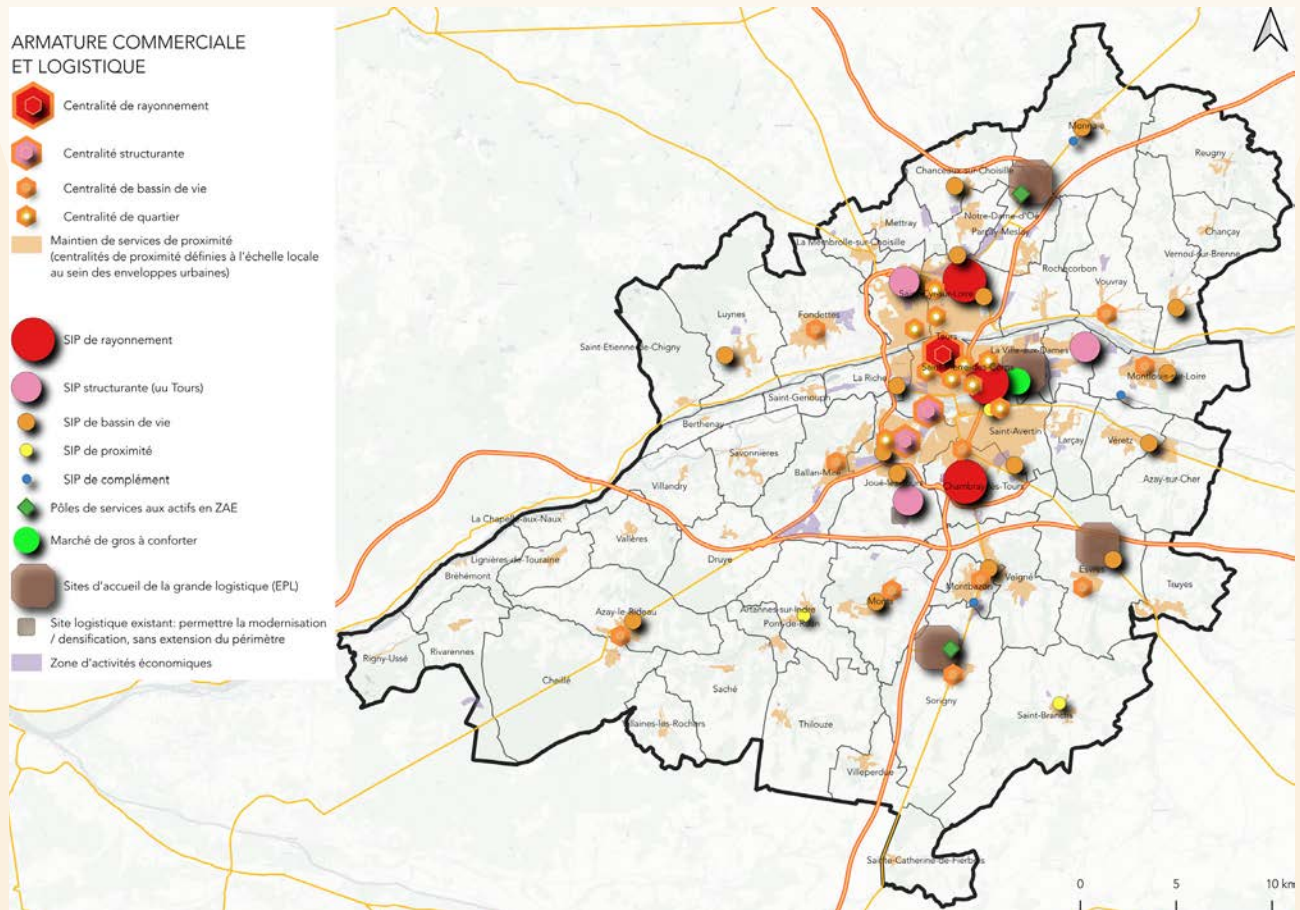 ARMATURE COMMERCIALE
ET LOGISTIQUE
Centralité de rayonnement
Centralité structurante
Centralité de bassin de vie
Centralité de quartier
Maintien de services de proximité
(centralités de proximité définies à l'échelle locale
au sein des enveloppes urbaines)
SIP de rayonnement
SIP structurante (uu Tours)
SIP de bassin de vie
SIP de proximité
SIP de complément
Pôles de services aux actifs en ZAE
Marché de gros à conforter
Sites d'accueil de la grande logistique (EPL)
Site logistique existant: permettre la modernisation
/ densification, sans extension du périmètre
Zone d'activités économiques
Monnaie
Reugny
Chanceaux-sur-Choisille
Notre-Dame-d'Oé
Mettray
Parçay-Meslay
Chançay
La Membrolle-sur-Choisille
Vernou-sur-Brenne
Rochecorbon
Vouvray
Luynes
Fondettes
Saint-Etienne-de-Chigny
Tours
La Ville-aux-Dames
La Riche
Montlouis-sur-Loire
Saint-Genouph
Berthenay
Saint-Avertin
Larçay
Véretz
Savonnières
Ballan-Miré
Azay-sur-Cher
Villandry
Joué-lès-Tours
Chambray-lès-Tours
La Chapelle-aux-Naux
Vallères
Lignières-de-Touraine
Druye
Esvres
Bréhémont
Montbazon
Veigné
Truyes
Monts
Azay-le-Rideau
Artannes-sur-Indre
Pont-de-Ruan
Rigny-Ussé
Rivarennes
Cheillé
Saché
Sorigny
Saint-Branchs
Villaines-les-Rochers
Thilouze
Villeperdue
Sainte-Catherine-de-Fierbois
0 5 10 km